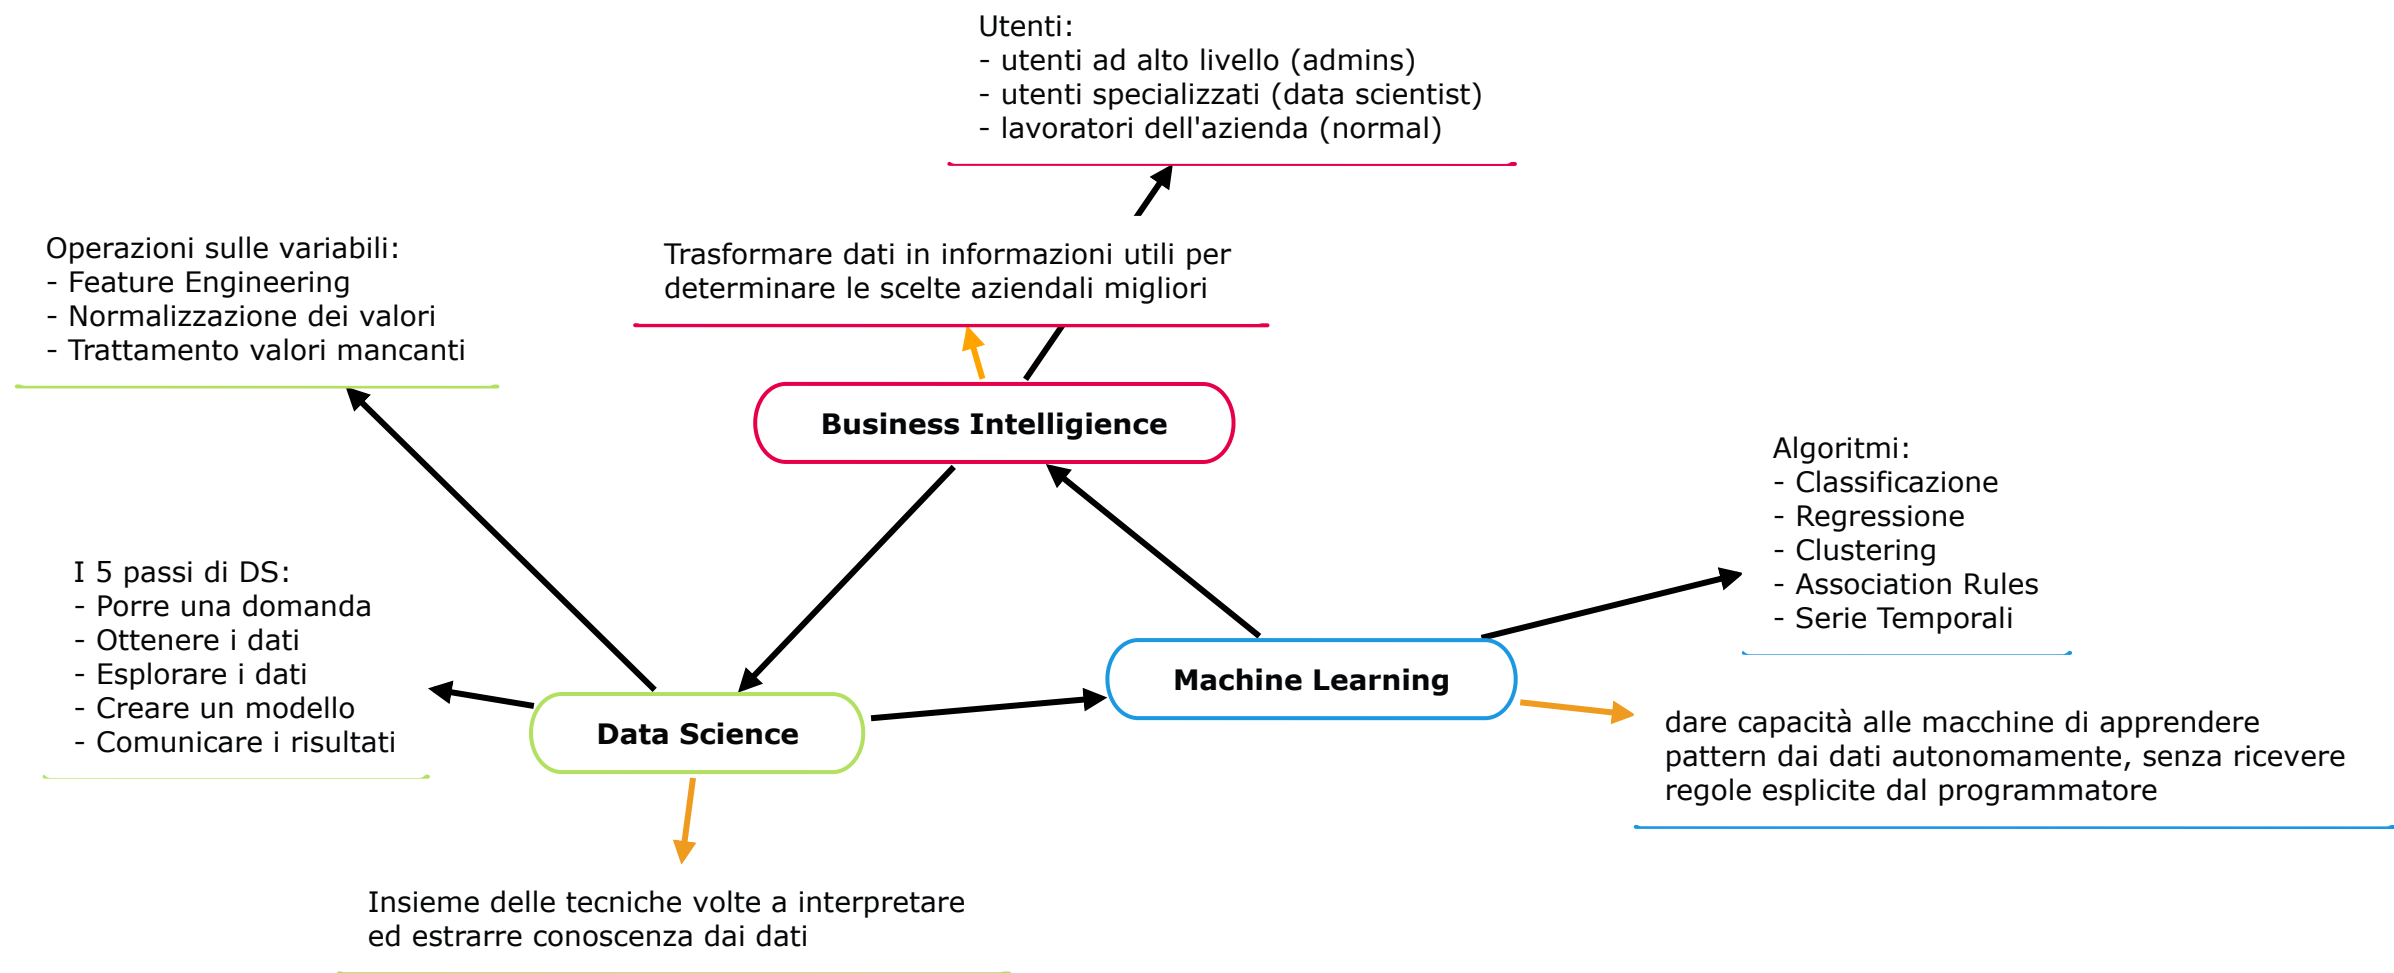 Utenti:
- utenti ad alto livello (admins)
- utenti specializzati (data scientist)
- lavoratori dell'azienda (normal)
Operazioni sulle variabili:
- Feature Engineering
- Normalizzazione dei valori
- Trattamento valori mancanti
Trasformare dati in informazioni utili per
determinare le scelte aziendali migliori
Business Intelligience
Algoritmi:
- Classificazione
- Regressione
- Clustering
- Association Rules
- Serie Temporali
I 5 passi di DS:
- Porre una domanda
- Ottenere i dati
- Esplorare i dati
- Creare un modello
- Comunicare i risultati
Machine Learning
Data Science
dare capacità alle macchine di apprendere
pattern dai dati autonomamente, senza ricevere
regole esplicite dal programmatore
Insieme delle tecniche volte a interpretare
ed estrarre conoscenza dai dati